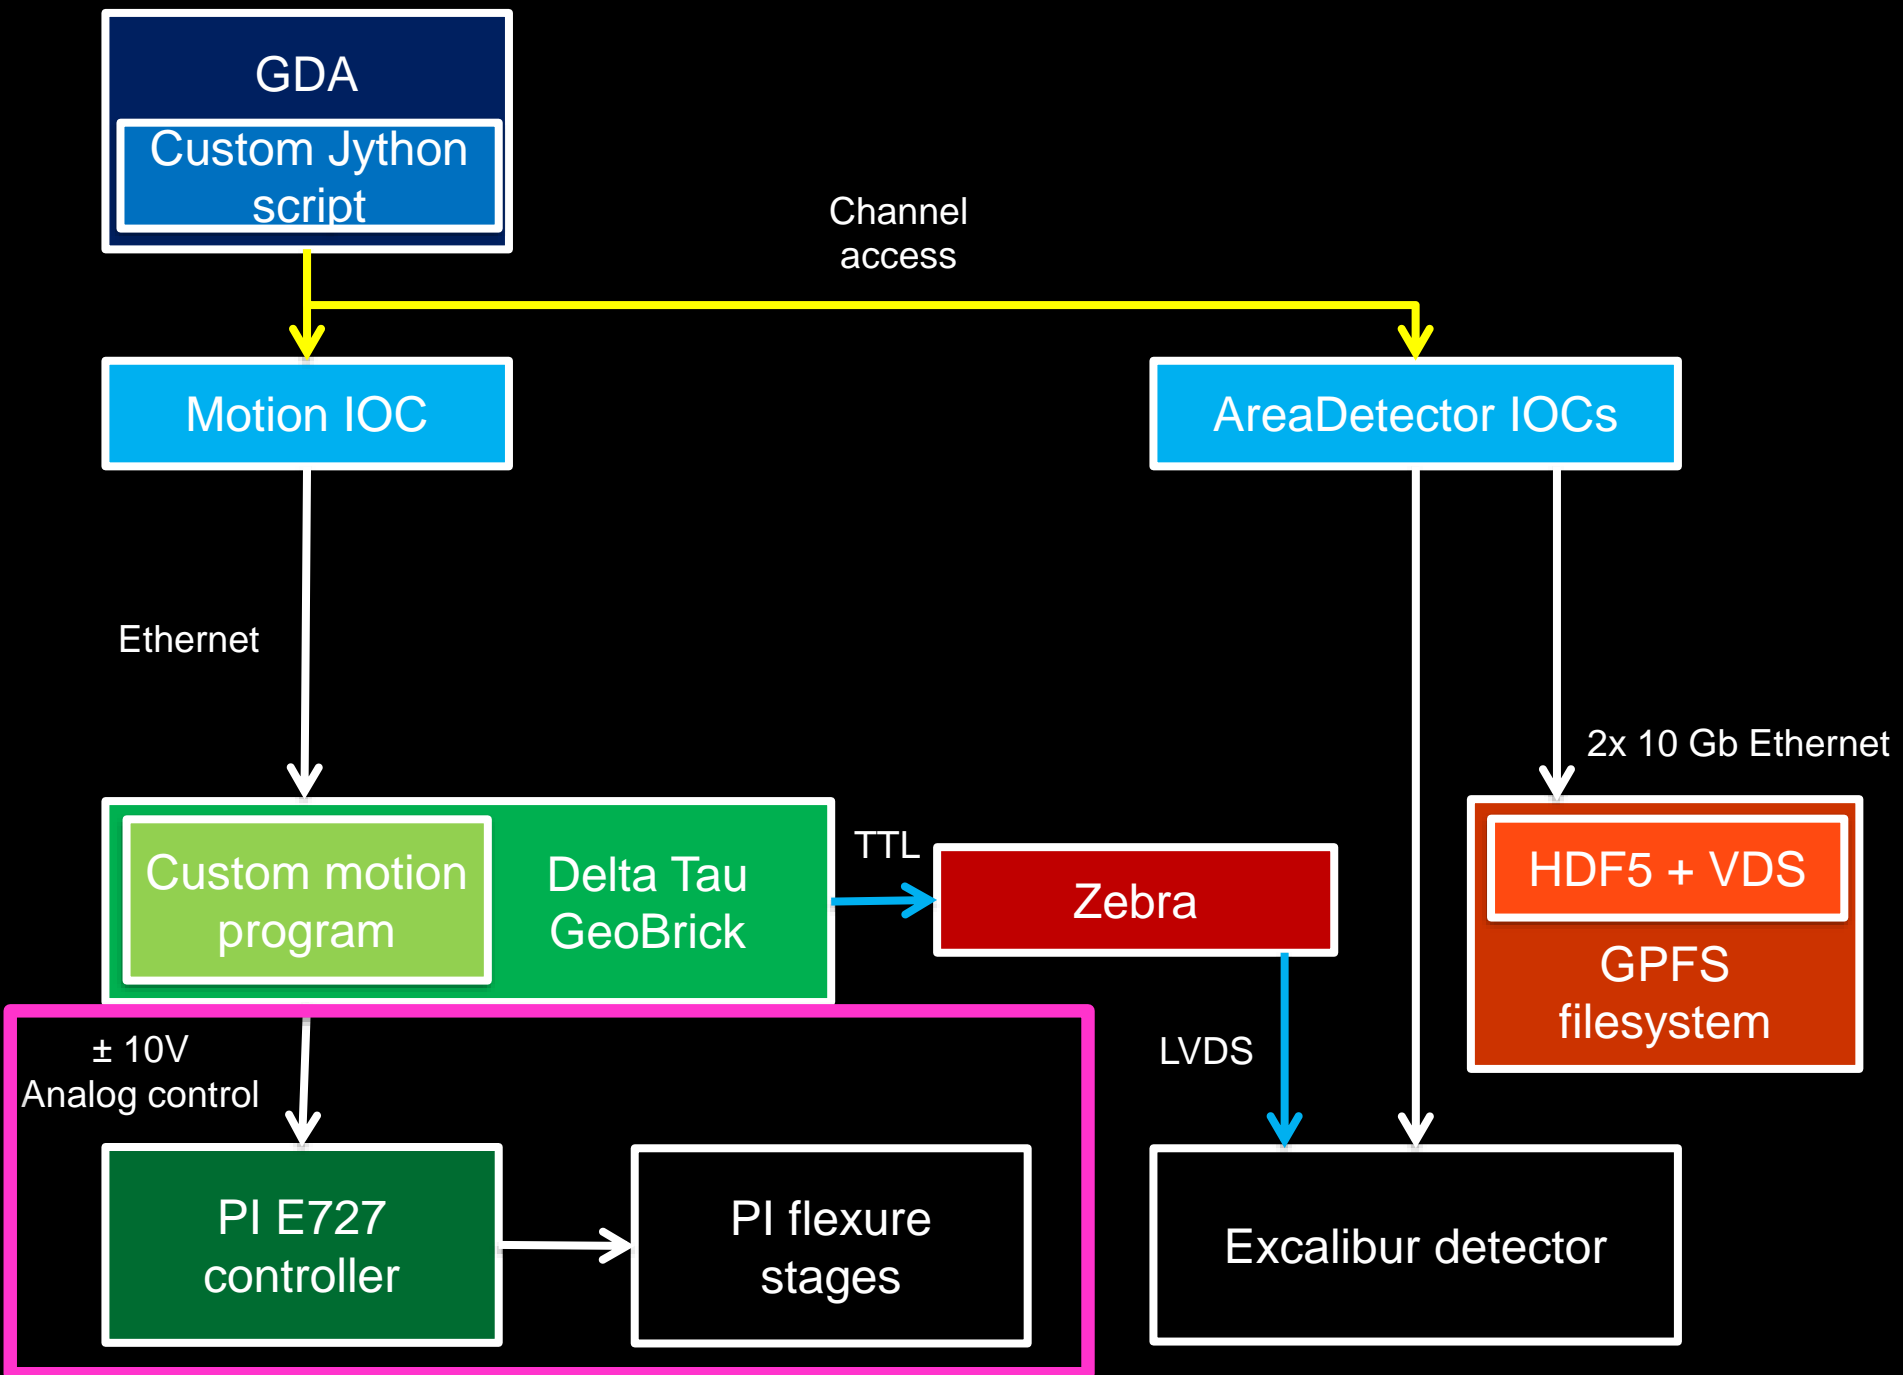 GDA
Custom Jython
script
Channel
access
Motion IOC
AreaDetector IOCs
Ethernet
2x 10 Gb Ethernet
Custom motion
program
Delta Tau
GeoBrick
TTL
Zebra
HDF5 + VDS
GPFS
filesystem
± 10V
Analog control
LVDS
PI E727
controller
PI flexure
stages
Excalibur detector